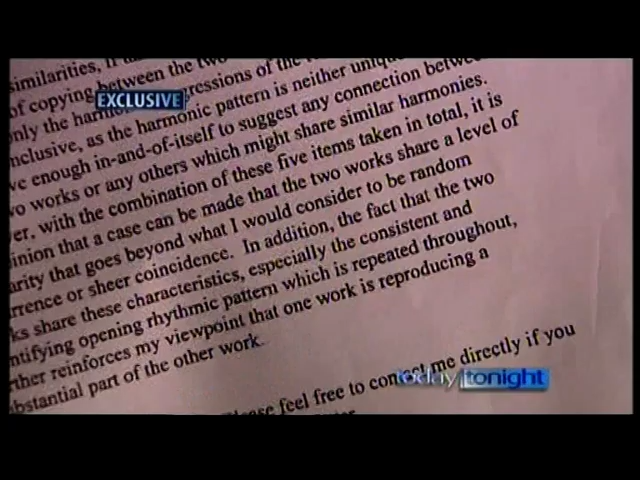 similarities, it
of copying between the two
only the harmonic progressions of the
nclusive, as the harmonic pattern is neither unique
ve enough in-and-of-itself to suggest any connection betwe
vo works or any others which might share similar harmonies.
er, with the combination of these five items taken in total, it is
inion that a case can be made that the two works share a level of
arity that goes beyond what I would consider to be random
rrence or sheer coincidence. In addition, the fact that the two
ks share these characteristics, especially the consistent and
ntifying opening rhythmic pattern which is repeated throughout,
rther reinforces my viewpoint that one work is reproducing a
bstantial part of the other work.
Please feel free to contact me directly if you
EXCLUSIVE
today tonight